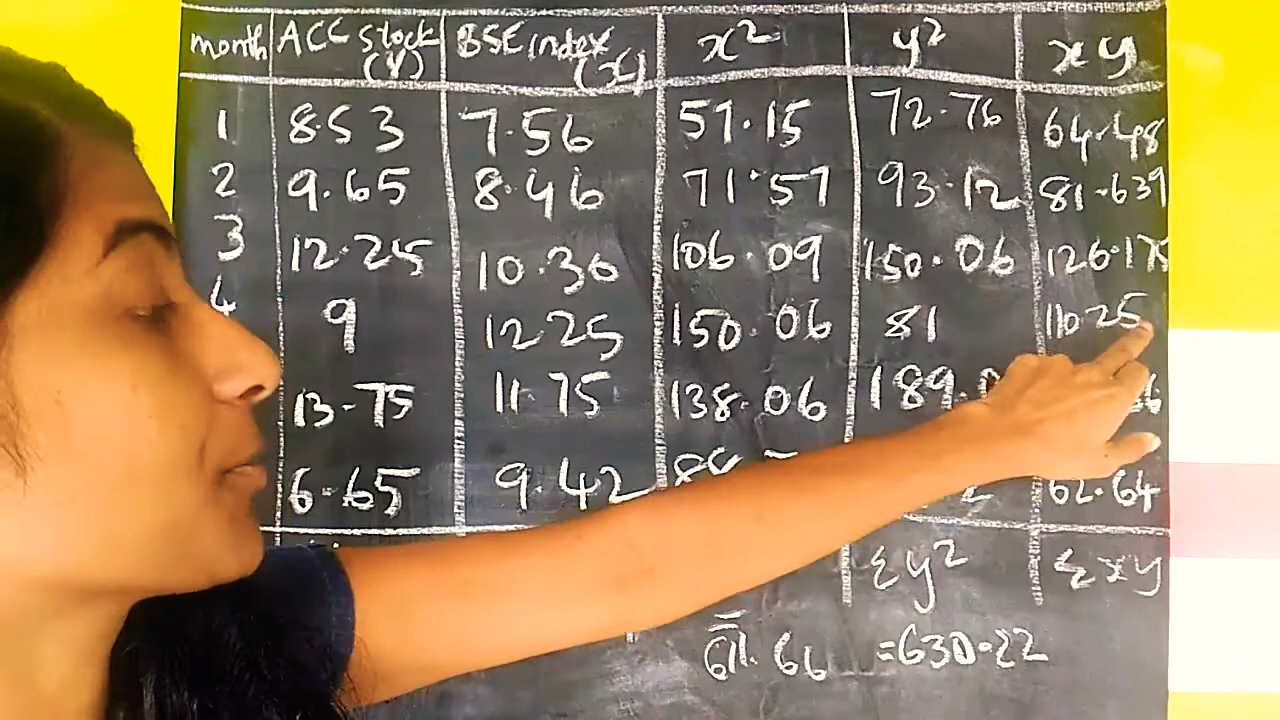 month ACC Stock (Y) BSE index (x) x² y² xy
1 8.53 7.56 57.15 72.76 64.48
2 9.65 8.46 71.57 93.12 81.639
3 12.25 10.30 106.09 150.06 126.175
4 9 12.25 150.06 81 110.25
13.75 11.75 138.06 189.0
6.65 9.42 62.64
Σy² Σxy
= 611.66 =630.22